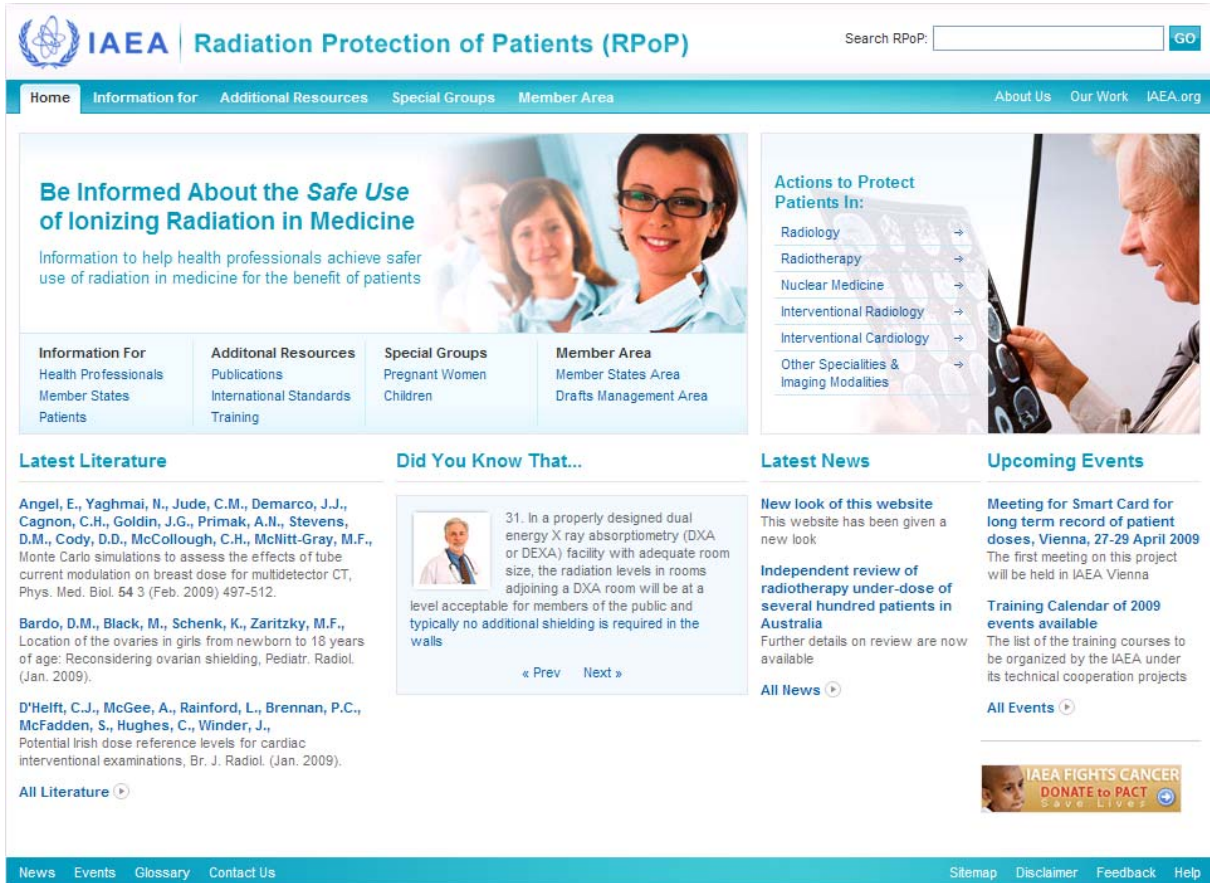 IAEA Radiation Protection of Patients (RPoP)
Search RPoP:
GO
Home Information for Additional Resources Special Groups Member Area About Us Our Work IAEA.org
Be Informed About the Safe Use
of Ionizing Radiation in Medicine
Information to help health professionals achieve safer
use of radiation in medicine for the benefit of patients
Information For
Health Professionals
Member States
Patients
Additonal Resources
Publications
International Standards
Training
Special Groups
Pregnant Women
Children
Member Area
Member States Area
Drafts Management Area
Actions to Protect
Patients In:
Radiology
Radiotherapy
Nuclear Medicine
Interventional Radiology
Interventional Cardiology
Other Specialities &
Imaging Modalities
Latest Literature
Angel, E., Yaghmai, N., Jude, C.M., Demarco, J.J.,
Cagnon, C.H., Goldin, J.G., Primak, A.N., Stevens,
D.M., Cody, D.D., McCollough, C.H., McNitt-Gray, M.F.,
Monte Carlo simulations to assess the effects of tube
current modulation on breast dose for multidetector CT,
Phys. Med. Biol. 54 3 (Feb. 2009) 497-512.
Bardo, D.M., Black, M., Schenk, K., Zaritzky, M.F.,
Location of the ovaries in girls from newborn to 18 years
of age: Reconsidering ovarian shielding, Pediatr. Radiol.
(Jan. 2009).
D'Helft, C.J., McGee, A., Rainford, L., Brennan, P.C.,
McFadden, S., Hughes, C., Winder, J.,
Potential Irish dose reference levels for cardiac
interventional examinations, Br. J. Radiol. (Jan. 2009).
All Literature
Did You Know That...
31. In a properly designed dual
energy X ray absorptiometry (DXA
or DEXA) facility with adequate room
size, the radiation levels in rooms
adjoining a DXA room will be at a
level acceptable for members of the public and
typically no additional shielding is required in the
walls
« Prev Next »
Latest News
New look of this website
This website has been given a
new look
Independent review of
radiotherapy under-dose of
several hundred patients in
Australia
Further details on review are now
available
All News
Upcoming Events
Meeting for Smart Card for
long term record of patient
doses, Vienna, 27-29 April 2009
The first meeting on this project
will be held in IAEA Vienna
Training Calendar of 2009
events available
The list of the training courses to
be organized by the IAEA under
its technical cooperation projects
All Events
IAEA FIGHTS CANCER
DONATE to PACT
Save Lives
News Events Glossary Contact Us Sitemap Disclaimer Feedback Help